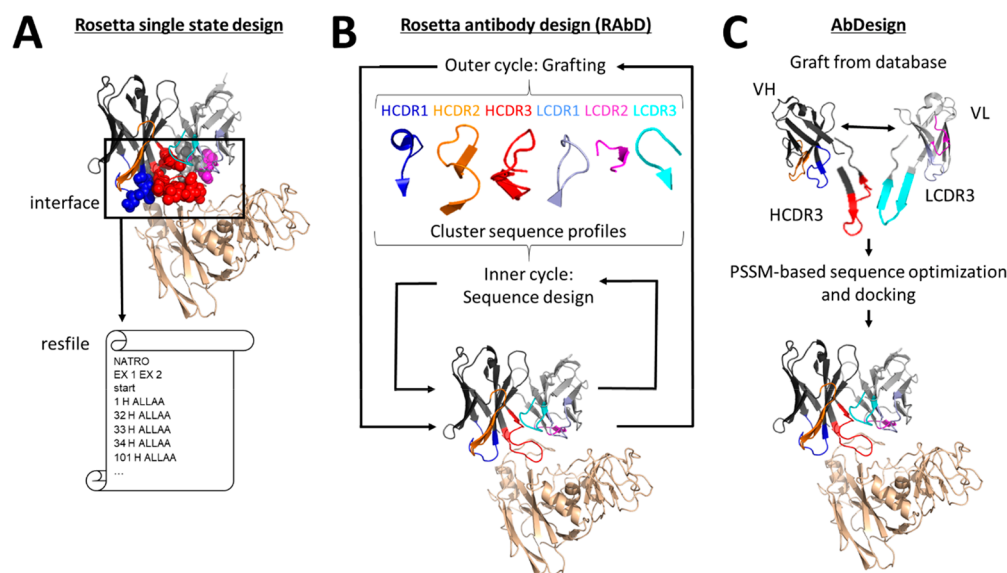 A
Rosetta single state design
interface
resfile
NATRO
EX 1 EX 2
start
1 H ALLAA
32 H ALLAA
33 H ALLAA
34 H ALLAA
101 H ALLAA
...
B
Rosetta antibody design (RAbD)
Outer cycle: Grafting
HCDR1 HCDR2 HCDR3 LCDR1 LCDR2 LCDR3
Cluster sequence profiles
Inner cycle:
Sequence design
C
AbDesign
Graft from database
VH
VL
HCDR3
LCDR3
PSSM-based sequence optimization
and docking